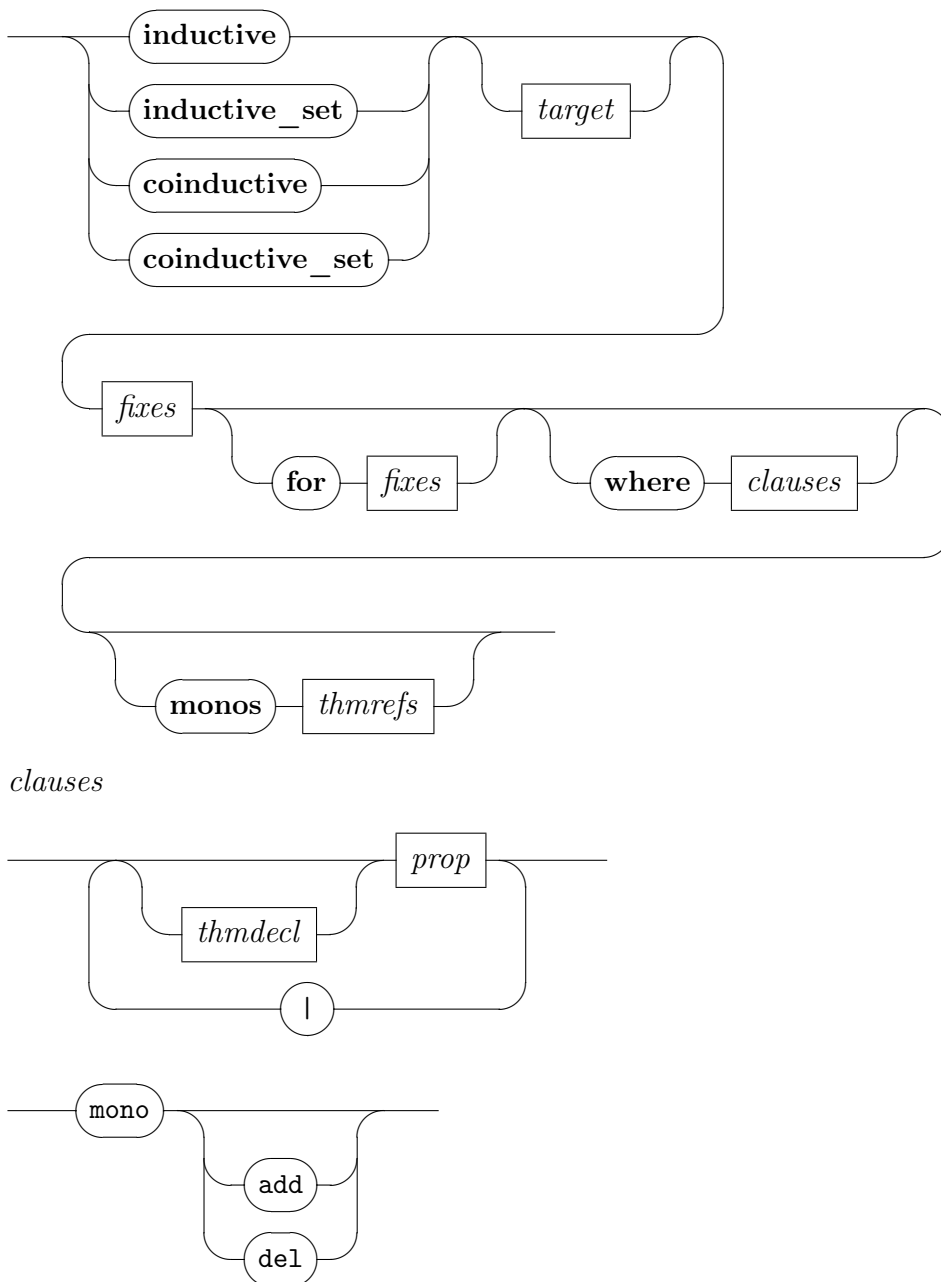 inductive
inductive_set target
coinductive
coinductive_set
fixes
for fixes where clauses
monos thmrefs
clauses
prop
thmdecl
|
mono
add
del